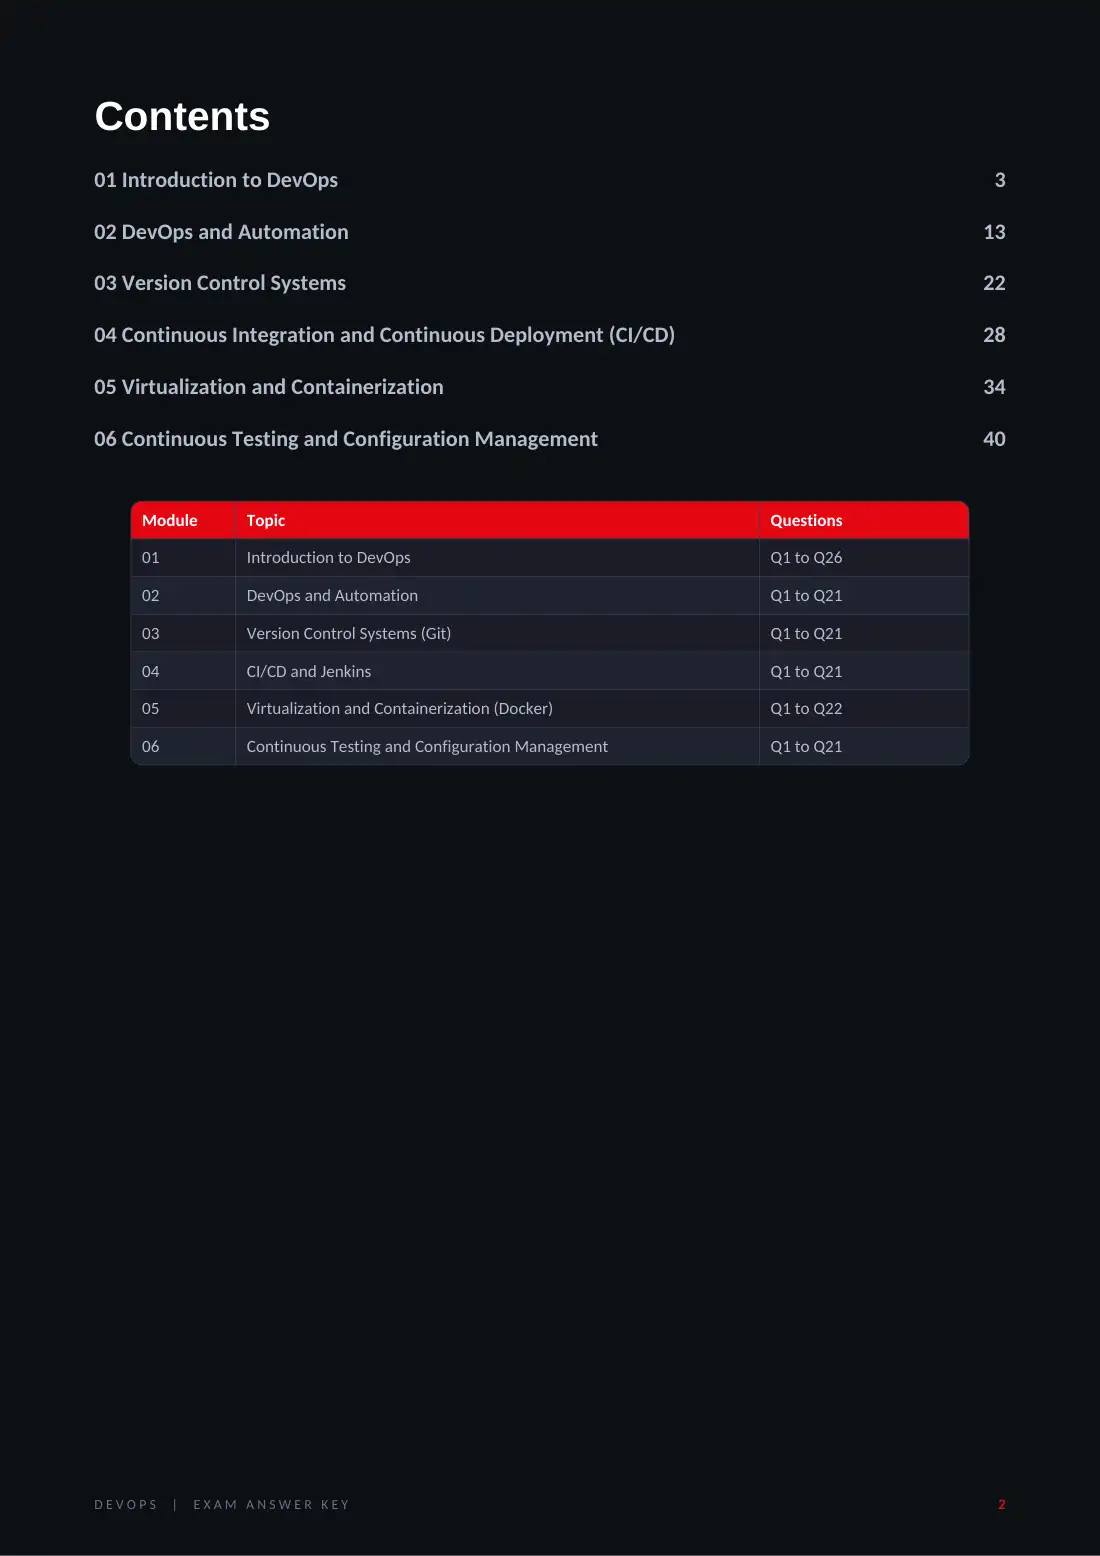 Contents
01 Introduction to DevOps 3
02 DevOps and Automation 13
03 Version Control Systems 22
04 Continuous Integration and Continuous Deployment (CI/CD) 28
05 Virtualization and Containerization 34
06 Continuous Testing and Configuration Management 40
Module Topic Questions
01 Introduction to DevOps Q1 to Q26
02 DevOps and Automation Q1 to Q21
03 Version Control Systems (Git) Q1 to Q21
04 CI/CD and Jenkins Q1 to Q21
05 Virtualization and Containerization (Docker) Q1 to Q22
06 Continuous Testing and Configuration Management Q1 to Q21
DEVOPS | EXAM ANSWER KEY 2